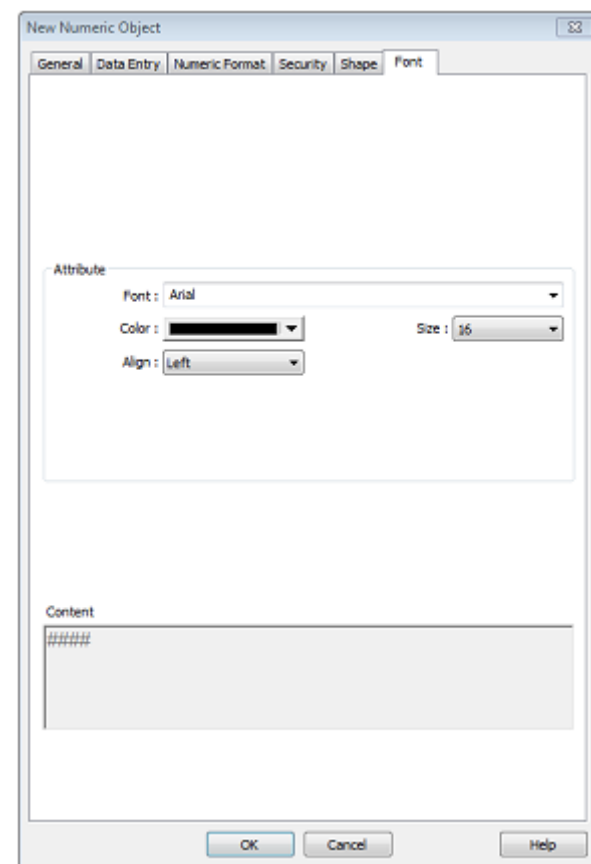 New Numeric Object
General Data Entry Numeric Format Security Shape Font
Attribute
Font : Arial
Color : Size : 16
Align : Left
Content
####
OK Cancel Help